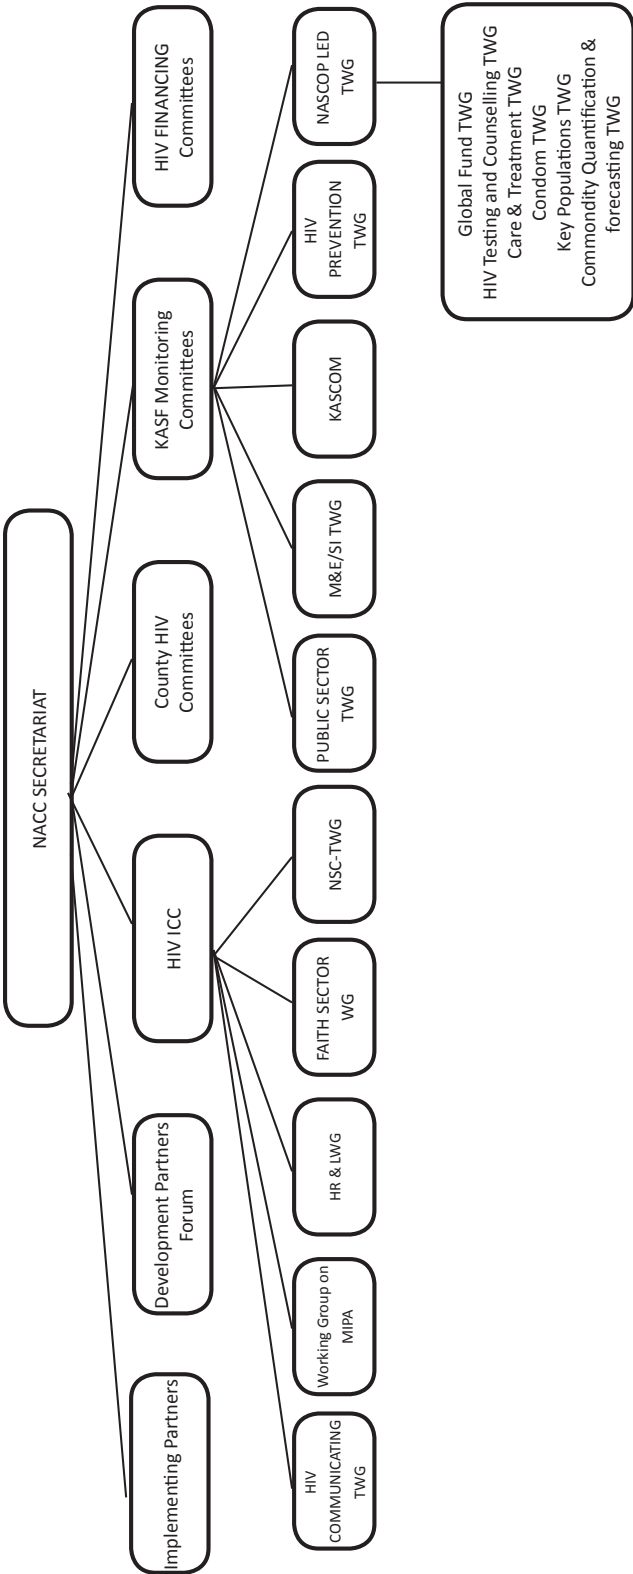 NACC SECRETARIAT
Implementing Partners
Development Partners
Forum
HIV ICC
County HIV
Committees
KASF Monitoring
Committees
HIV FINANCING
Committees
HIV
COMMUNICATING
TWG
Working Group on
MIPA
HR & LWG
FAITH SECTOR
WG
NSC-TWG
PUBLIC SECTOR
TWG
M&E/SI TWG
KASCOM
HIV
PREVENTION
TWG
NASCOP LED
TWG
Global Fund TWG
HIV Testing and Counselling TWG
Care & Treatment TWG
Condom TWG
Key Populations TWG
Commondity Quantification &
forecasting TWG